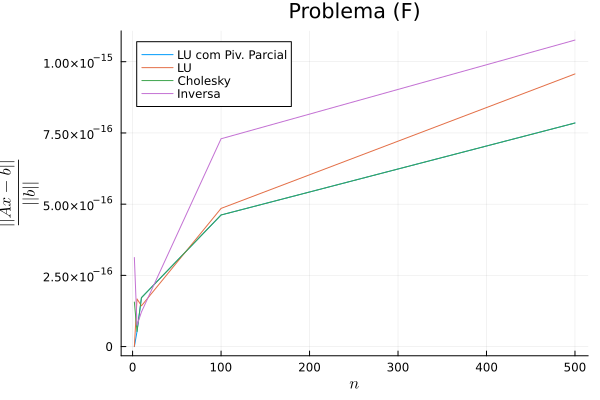 Problema (F)
LU com Piv. Parcial
LU
Cholesky
Inversa
1.00×10⁻¹⁵
7.50×10⁻¹⁶
5.00×10⁻¹⁶
2.50×10⁻¹⁶
0
||Ax − b||
||b||
0 100 200 300 400 500
n